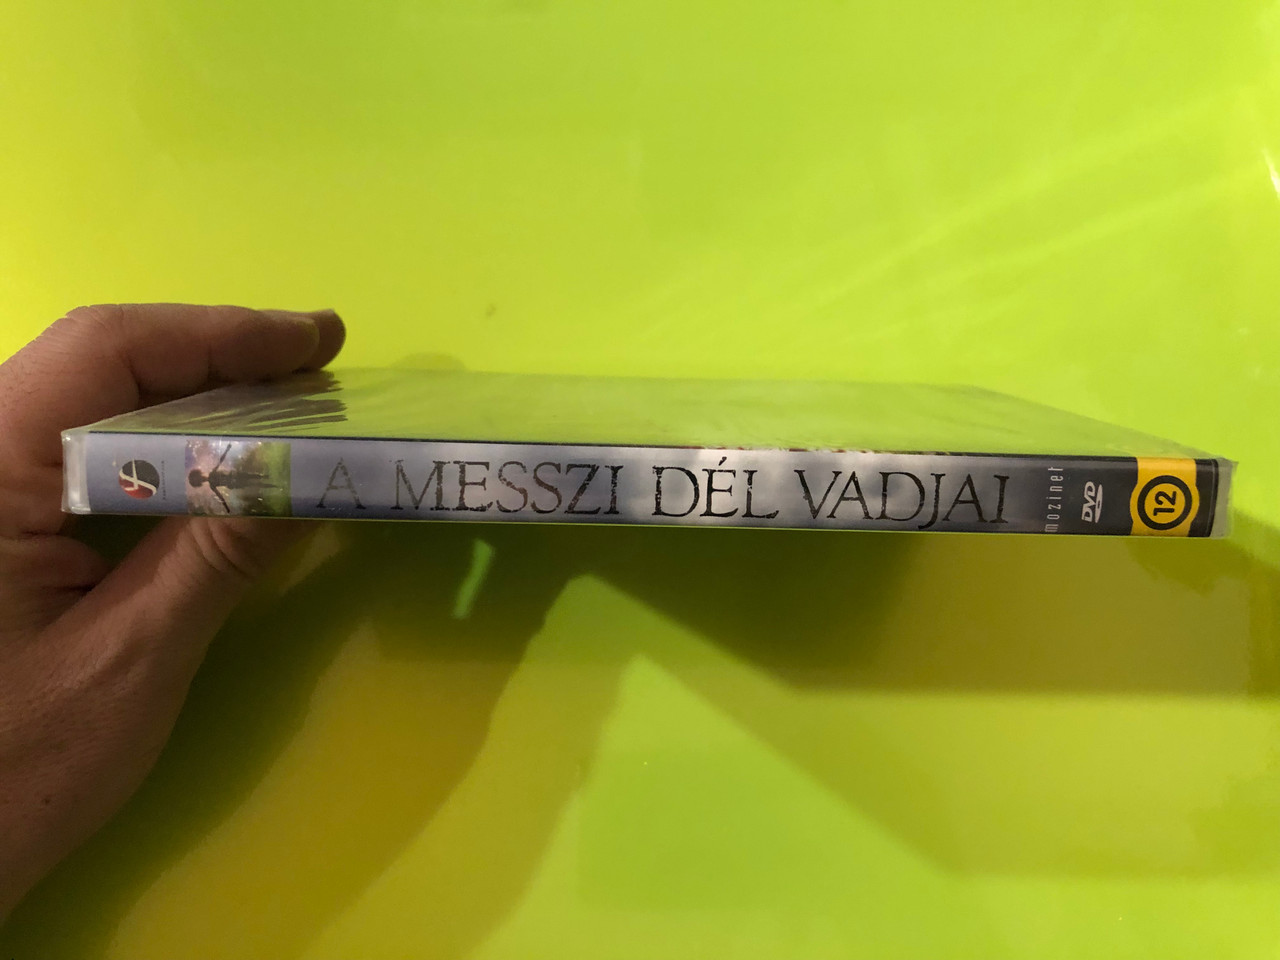 A MESSZI DÉL VADJAI
mozinet
DVD
12